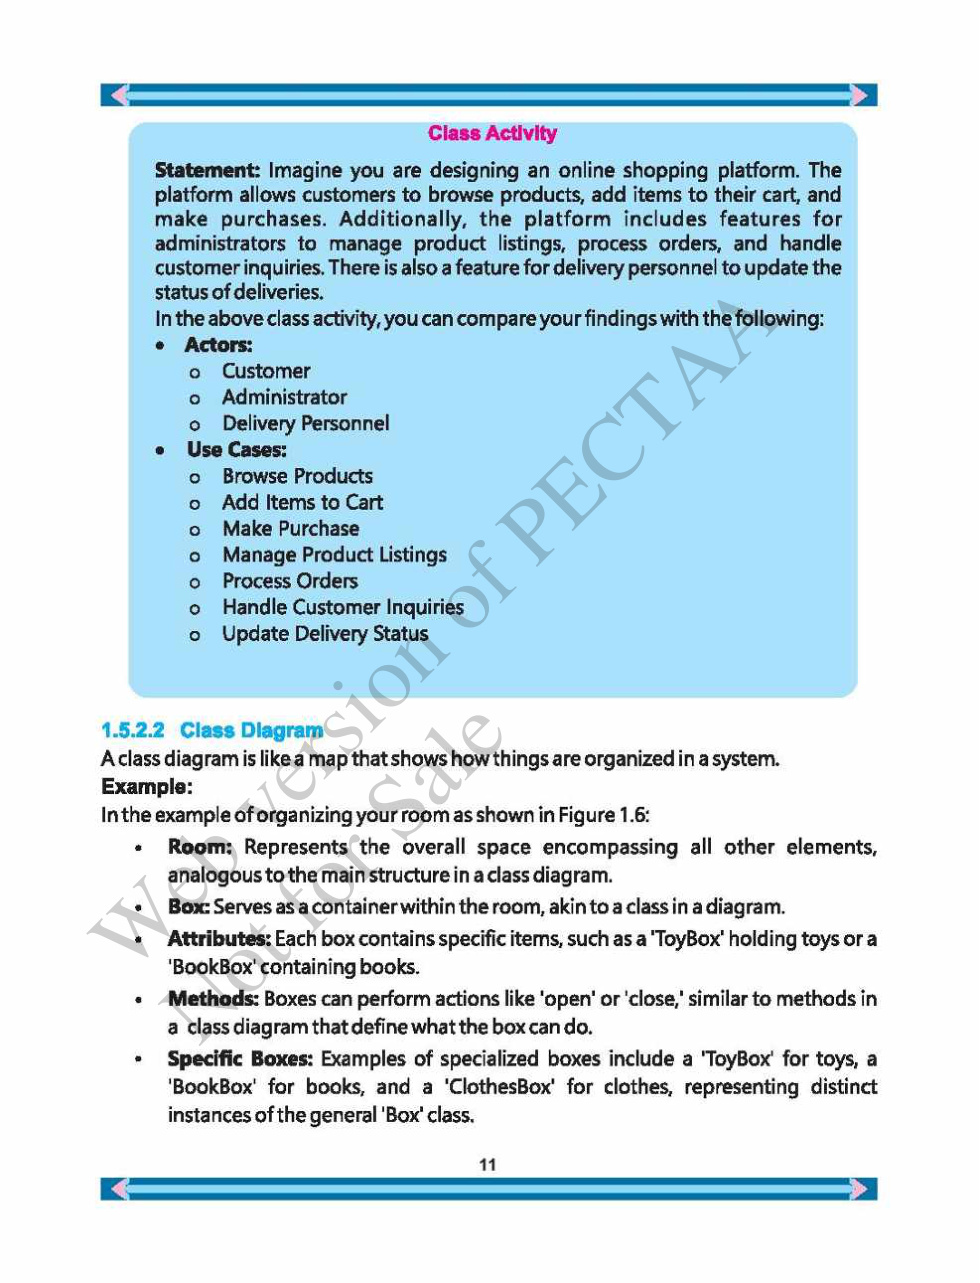 Class Activity
Statement: Imagine you are designing an online shopping platform. The
platform allows customers to browse products, add items to their cart, and
make purchases. Additionally, the platform includes features for
administrators to manage product listings, process orders, and handle
customer inquiries. There is also a feature for delivery personnel to update the
status of deliveries.
In the above class activity, you can compare your findings with the following:
• Actors:
o Customer
o Administrator
o Delivery Personnel
• Use Cases:
o Browse Products
o Add Items to Cart
o Make Purchase
o Manage Product Listings
o Process Orders
o Handle Customer Inquiries
o Update Delivery Status
1.5.2.2 Class Diagram
A class diagram is like a map that shows how things are organized in a system.
Example:
In the example of organizing your room as shown in Figure 1.6:
• Room: Represents the overall space encompassing all other elements,
analogous to the main structure in a class diagram.
• Box: Serves as a container within the room, akin to a class in a diagram.
• Attributes: Each box contains specific items, such as a 'ToyBox' holding toys or a
'BookBox' containing books.
• Methods: Boxes can perform actions like 'open' or 'close,' similar to methods in
a class diagram that define what the box can do.
• Specific Boxes: Examples of specialized boxes include a 'ToyBox' for toys, a
'BookBox' for books, and a 'ClothesBox' for clothes, representing distinct
instances of the general 'Box' class.
11
Web version of PECTAA
Not for Sale